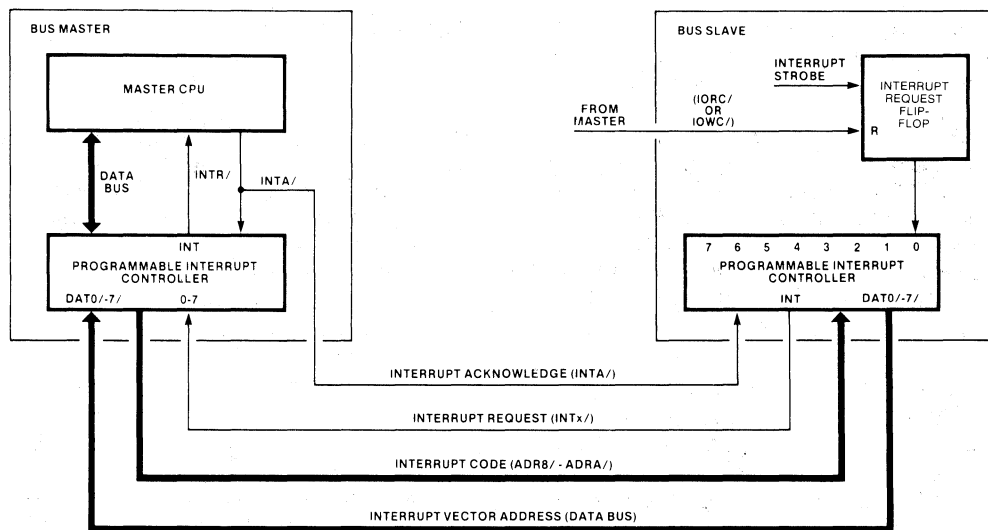 BUS MASTER
MASTER CPU
DATA
BUS
INTR/
INTA/
INT
PROGRAMMABLE INTERRUPT
CONTROLLER
DAT0/-7/ 0-7
BUS SLAVE
INTERRUPT
STROBE
INTERRUPT
REQUEST
FLIP-
FLOP
R
FROM
MASTER
(IORC/
OR
IOWC/)
7 6 5 4 3 2 1 0
PROGRAMMABLE INTERRUPT
CONTROLLER
INT DAT0/-7/
INTERRUPT ACKNOWLEDGE (INTA/)
INTERRUPT REQUEST (INTx/)
INTERRUPT CODE (ADR8/ - ADRA/)
INTERRUPT VECTOR ADDRESS (DATA BUS)